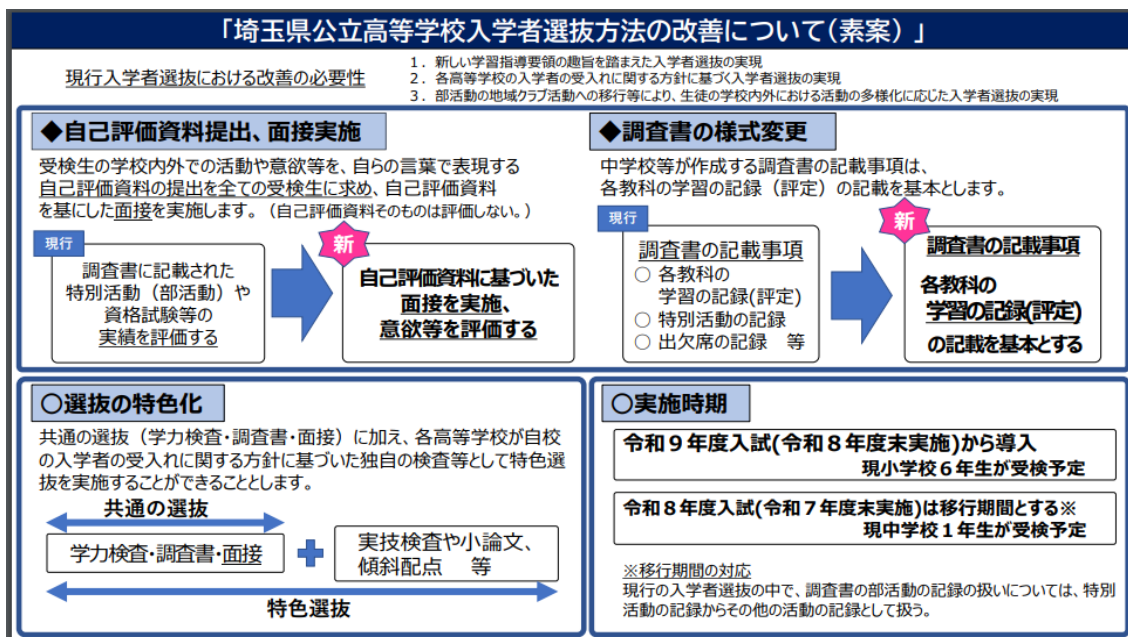 「埼玉県公立高等学校入学者選抜方法の改善について(素案) 」
現行入学者選抜における改善の必要性
1．新しい学習指導要領の趣旨を踏まえた入学者選抜の実現
2．各高等学校の入学者の受入れに関する方針に基づく入学者選抜の実現
3．部活動の地域クラブ活動への移行等により、生徒の学校内外における活動の多様化に応じた入学者選抜の実現
◆自己評価資料提出、面接実施
受検生の学校内外での活動や意欲等を、自らの言葉で表現する
自己評価資料の提出を全ての受検生に求め、自己評価資料
を基にした面接を実施します。（自己評価資料そのものは評価しない。）
現行
調査書に記載された
特別活動（部活動）や
資格試験等の
実績を評価する
新
自己評価資料に基づいた
面接を実施、
意欲等を評価する
◆調査書の様式変更
中学校等が作成する調査書の記載事項は、
各教科の学習の記録（評定）の記載を基本とします。
現行
調査書の記載事項
○ 各教科の
学習の記録(評定)
○ 特別活動の記録
○ 出欠席の記録　等
新
調査書の記載事項
各教科の
学習の記録(評定)
の記載を基本とする
○選抜の特色化
共通の選抜（学力検査・調査書・面接）に加え、各高等学校が自校
の入学者の受入れに関する方針に基づいた独自の検査等として特色選
抜を実施することができることとします。
共通の選抜
学力検査・調査書・面接
実技検査や小論文、
傾斜配点　等
特色選抜
○実施時期
令和９年度入試(令和８年度末実施)から導入
現小学校６年生が受検予定
令和８年度入試(令和７年度末実施)は移行期間とする※
現中学校１年生が受検予定
※移行期間の対応
現行の入学者選抜の中で、調査書の部活動の記録の扱いについては、特別
活動の記録からその他の活動の記録として扱う。